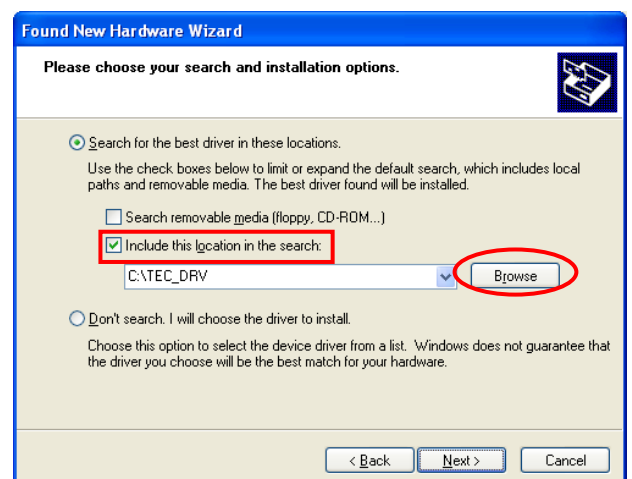 Found New Hardware Wizard
Please choose your search and installation options.
Search for the best driver in these locations.
Use the check boxes below to limit or expand the default search, which includes local
paths and removable media. The best driver found will be installed.
Search removable media (floppy, CD-ROM...)
Include this location in the search:
C:\TEC_DRV
Browse
Don't search. I will choose the driver to install.
Choose this option to select the device driver from a list. Windows does not guarantee that
the driver you choose will be the best match for your hardware.
< Back
Next >
Cancel